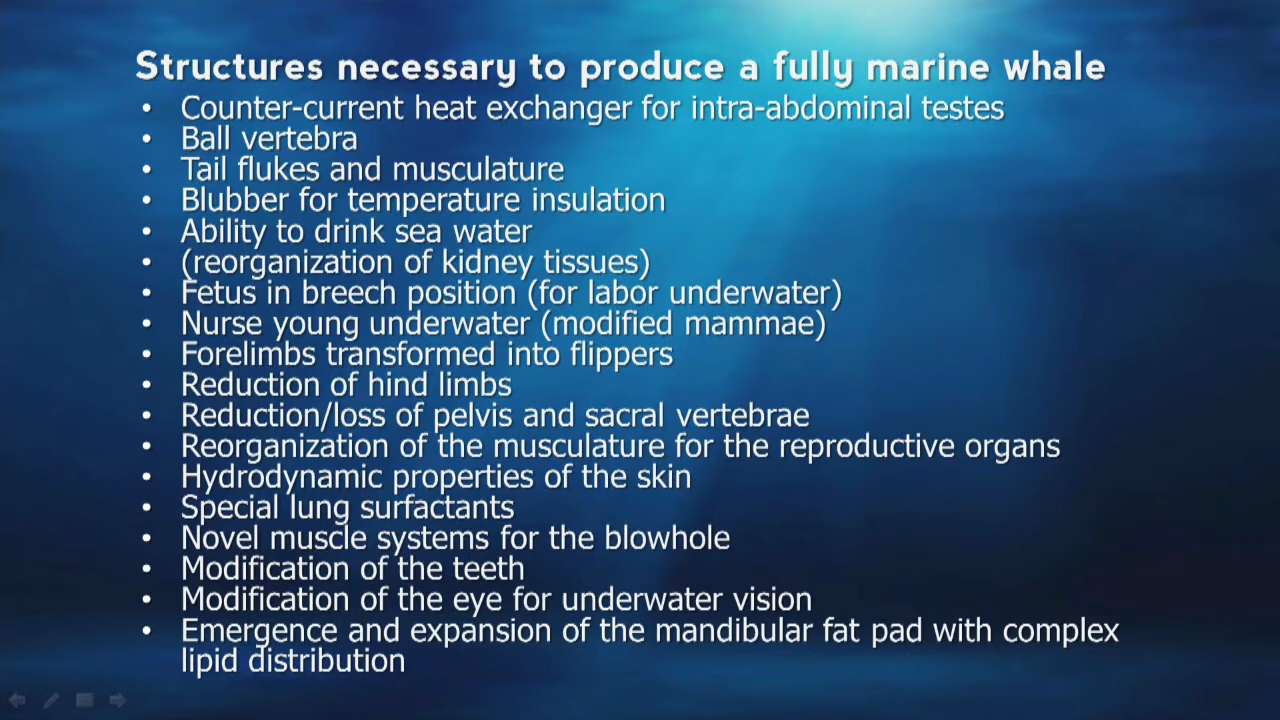 Structures necessary to produce a fully marine whale
• Counter-current heat exchanger for intra-abdominal testes
• Ball vertebra
• Tail flukes and musculature
• Blubber for temperature insulation
• Ability to drink sea water
• (reorganization of kidney tissues)
• Fetus in breech position (for labor underwater)
• Nurse young underwater (modified mammae)
• Forelimbs transformed into flippers
• Reduction of hind limbs
• Reduction/loss of pelvis and sacral vertebrae
• Reorganization of the musculature for the reproductive organs
• Hydrodynamic properties of the skin
• Special lung surfactants
• Novel muscle systems for the blowhole
• Modification of the teeth
• Modification of the eye for underwater vision
• Emergence and expansion of the mandibular fat pad with complex
lipid distribution